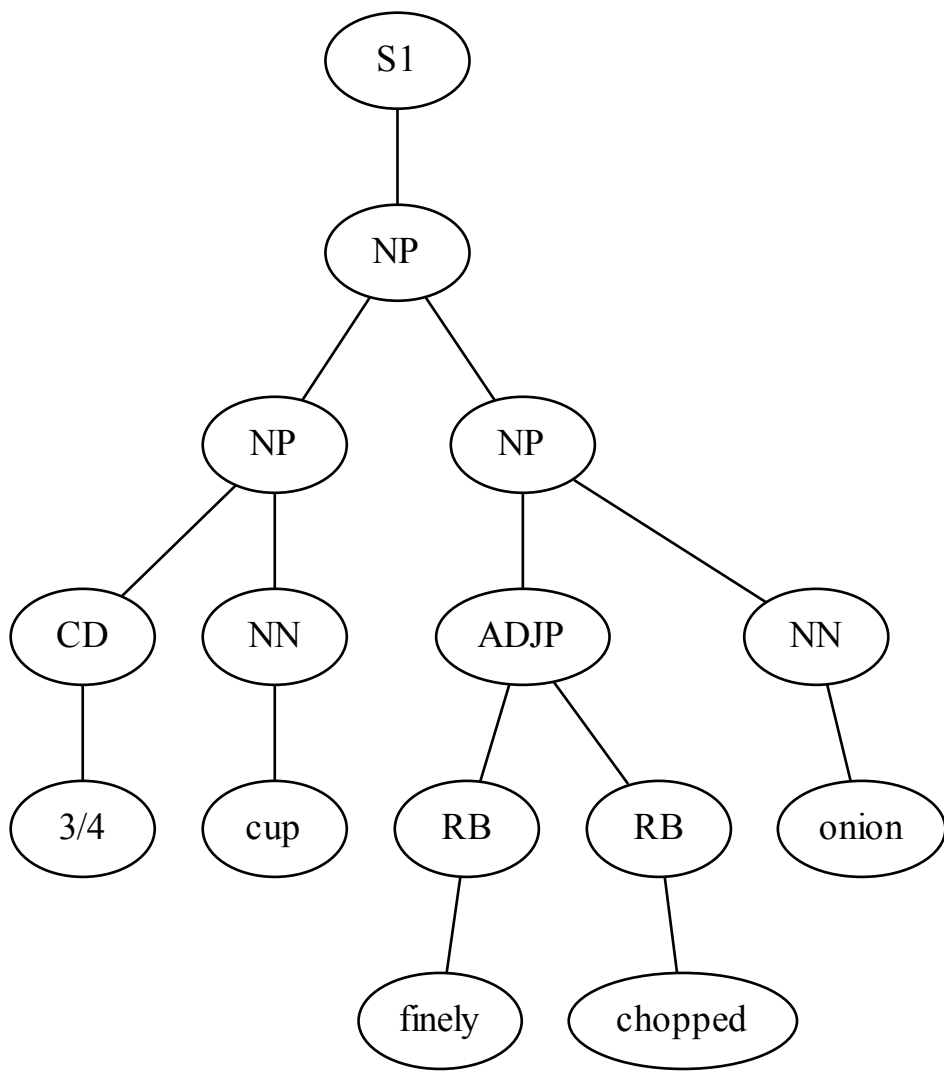 S1
NP
NP NP
CD NN ADJP NN
3/4 cup RB RB onion
finely chopped